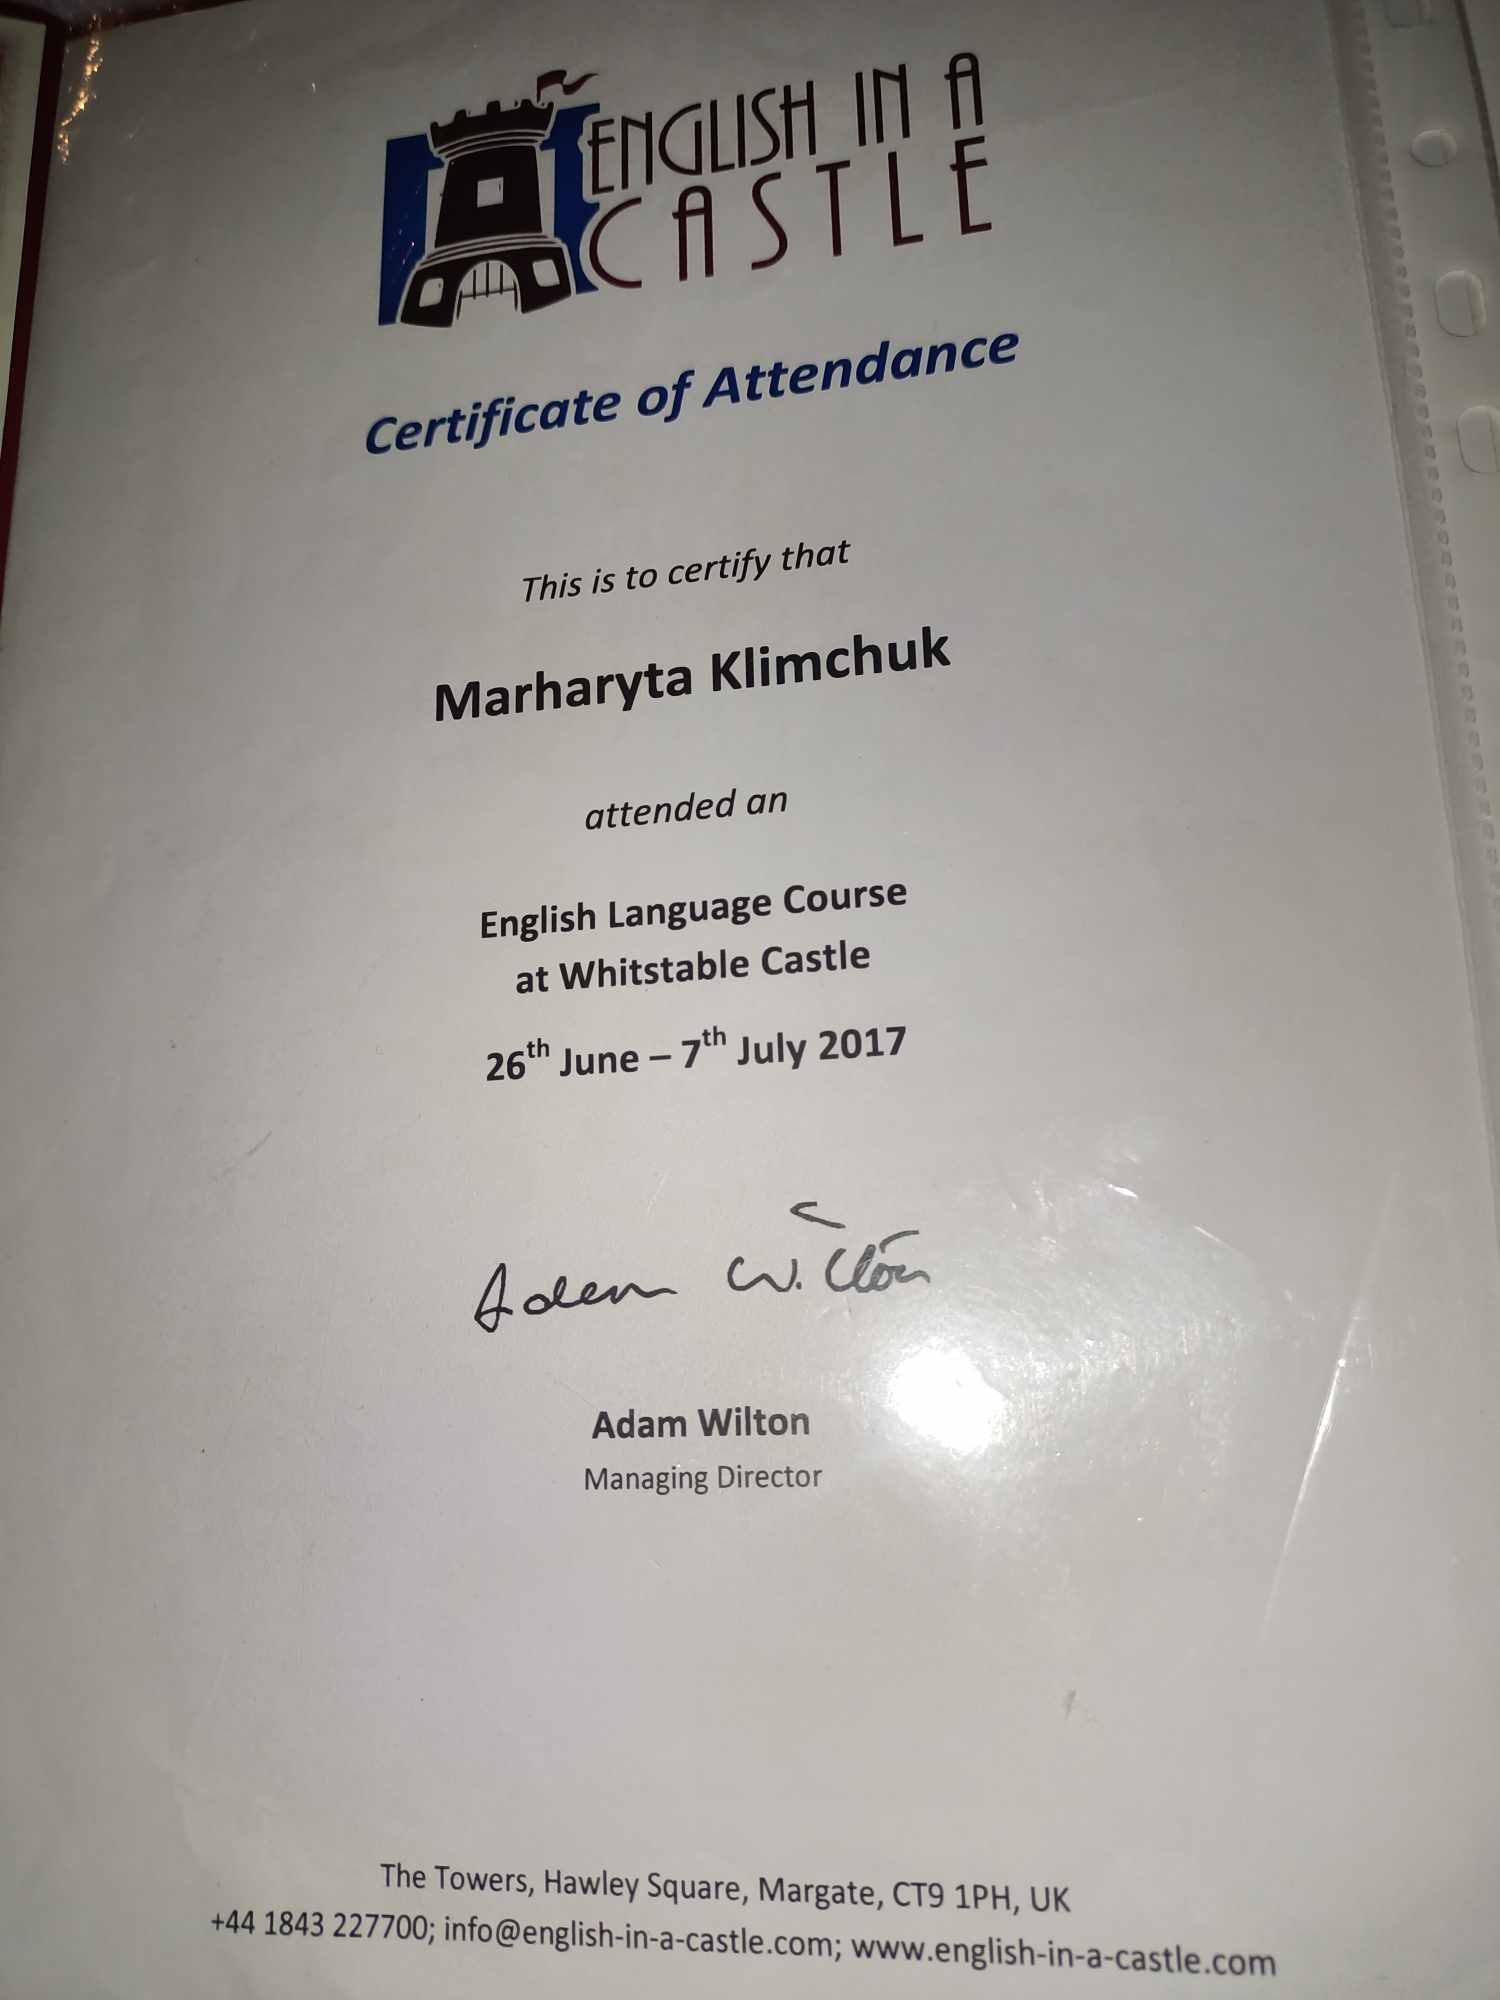 ENGLISH IN A
CASTLE
Certificate of Attendance
This is to certify that
Marharyta Klimchuk
attended an
English Language Course
at Whitstable Castle
26th June – 7th July 2017
Adam Wilton
Adam Wilton
Managing Director
The Towers, Hawley Square, Margate, CT9 1PH, UK
+44 1843 227700; info@english-in-a-castle.com; www.english-in-a-castle.com